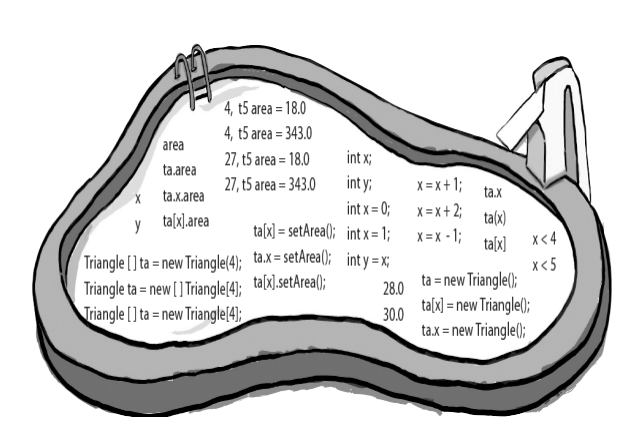 4, t5 area = 18.0
4, t5 area = 343.0
27, t5 area = 18.0
27, t5 area = 343.0
area
ta.area
ta.x.area
ta[x].area
x
y
int x;
int y;
int x = 0;
int x = 1;
int y = x;
x = x + 1;
x = x + 2;
x = x - 1;
ta.x
ta(x)
ta[x]
x < 4
x < 5
ta[x] = setArea();
ta.x = setArea();
ta[x].setArea();
Triangle [ ] ta = new Triangle(4);
Triangle ta = new [ ] Triangle[4];
Triangle [ ] ta = new Triangle[4];
28.0
30.0
ta = new Triangle();
ta[x] = new Triangle();
ta.x = new Triangle();